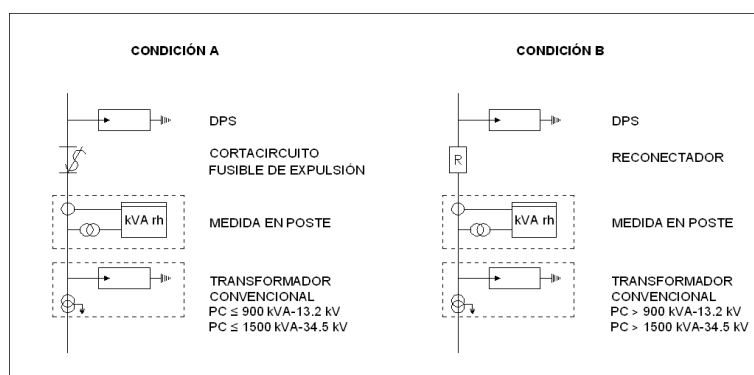 CONDICIÓN A
DPS
CORTACIRCUITO
FUSIBLE DE EXPULSIÓN
kVA rh
MEDIDA EN POSTE
TRANSFORMADOR
CONVENCIONAL
PC ≤ 900 kVA-13.2 kV
PC ≤ 1500 kVA-34.5 kV
CONDICIÓN B
DPS
R
RECONECTADOR
kVA rh
MEDIDA EN POSTE
TRANSFORMADOR
CONVENCIONAL
PC > 900 kVA-13.2 kV
PC > 1500 kVA-34.5 kV